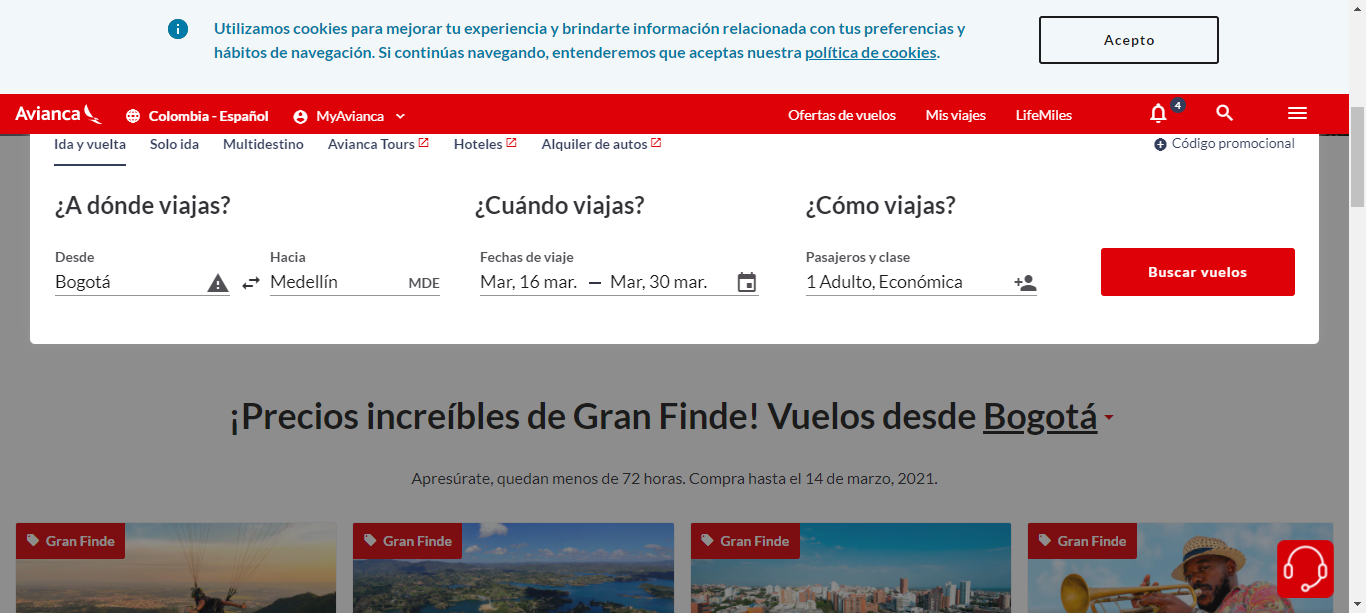 Utilizamos cookies para mejorar tu experiencia y brindarte información relacionada con tus preferencias y
hábitos de navegación. Si continúas navegando, entenderemos que aceptas nuestra política de cookies.
Acepto
Avianca Colombia - Español MyAvianca Ofertas de vuelos Mis viajes LifeMiles 4
Ida y vuelta Solo ida Multidestino Avianca Tours Hoteles Alquiler de autos Código promocional
¿A dónde viajas? ¿Cuándo viajas? ¿Cómo viajas?
Desde Hacia Fechas de viaje Pasajeros y clase
Bogotá Medellín MDE Mar, 16 mar. — Mar, 30 mar. 1 Adulto, Económica
Buscar vuelos
¡Precios increíbles de Gran Finde! Vuelos desde Bogotá
Apresúrate, quedan menos de 72 horas. Compra hasta el 14 de marzo, 2021.
Gran Finde Gran Finde Gran Finde Gran Finde